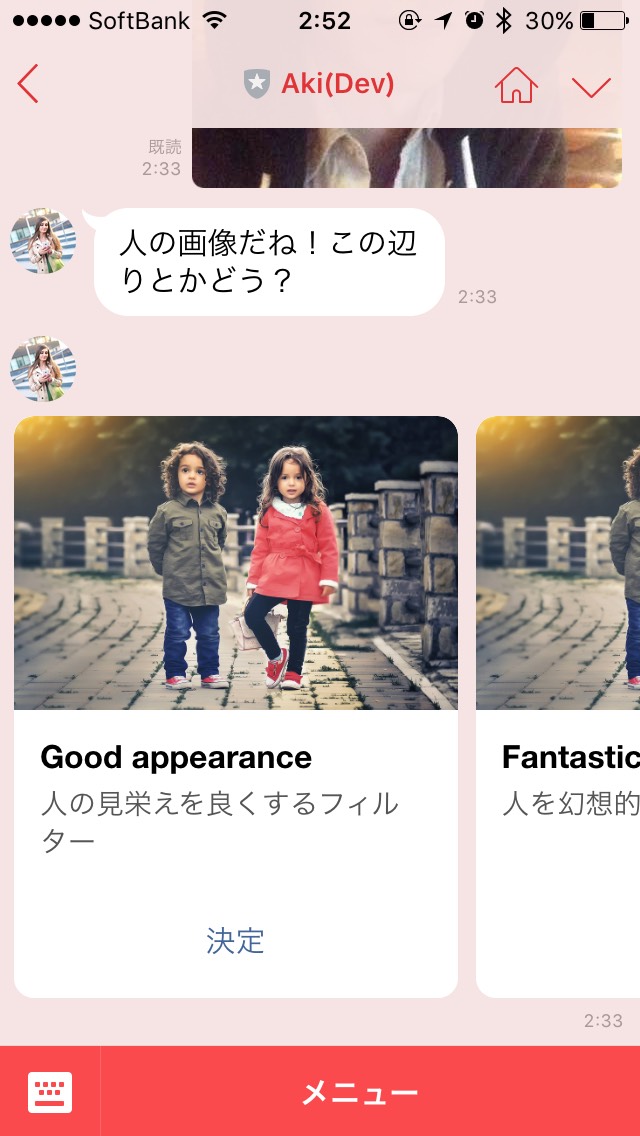 SoftBank 2:52 30%
Aki(Dev)
既読
2:33
人の画像だね！この辺
りとかどう？
2:33
Good appearance
人の見栄えを良くするフィル
ター
決定
Fantastic
人を幻想的
2:33
メニュー